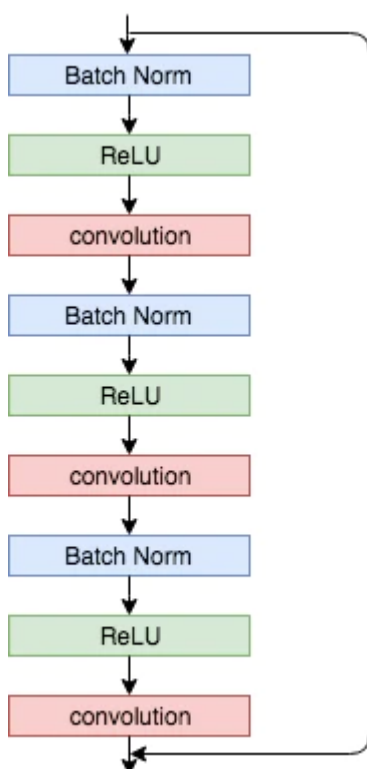 Batch Norm
ReLU
convolution
Batch Norm
ReLU
convolution
Batch Norm
ReLU
convolution